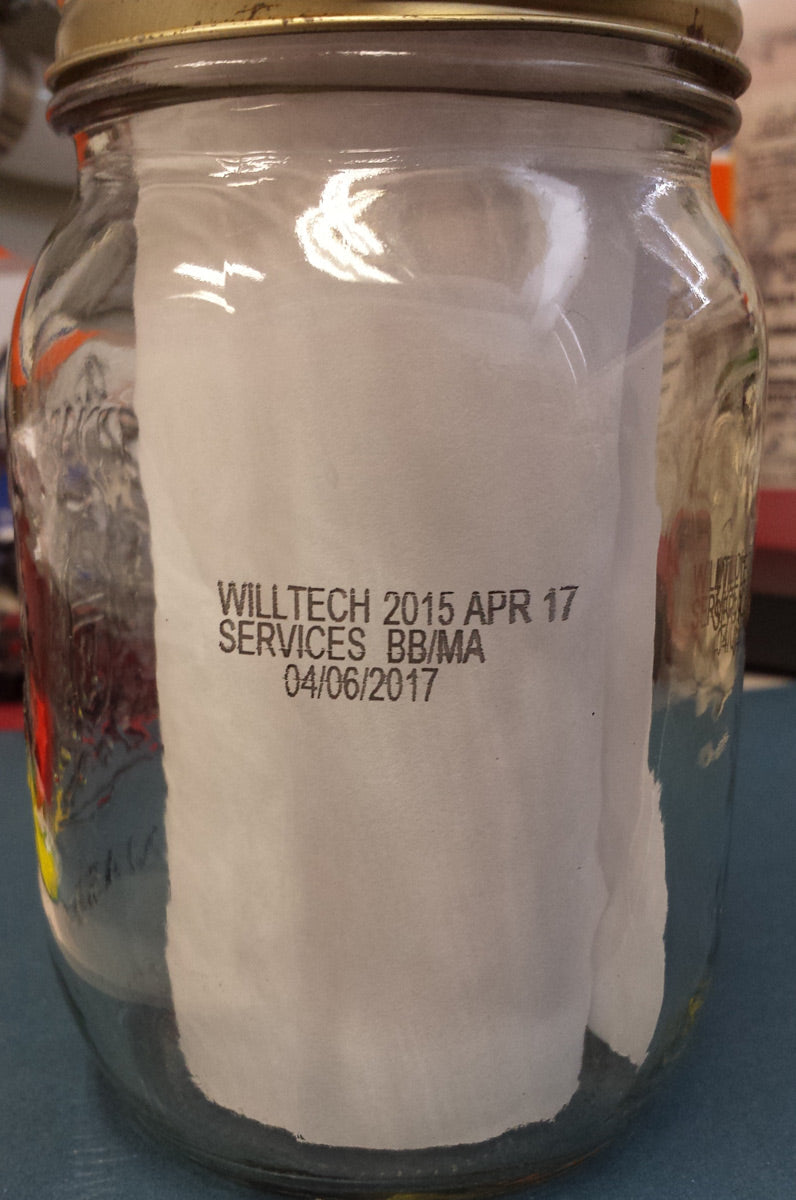 WILLTECH 2015 APR 17
SERVICES BB/MA
04/06/2017